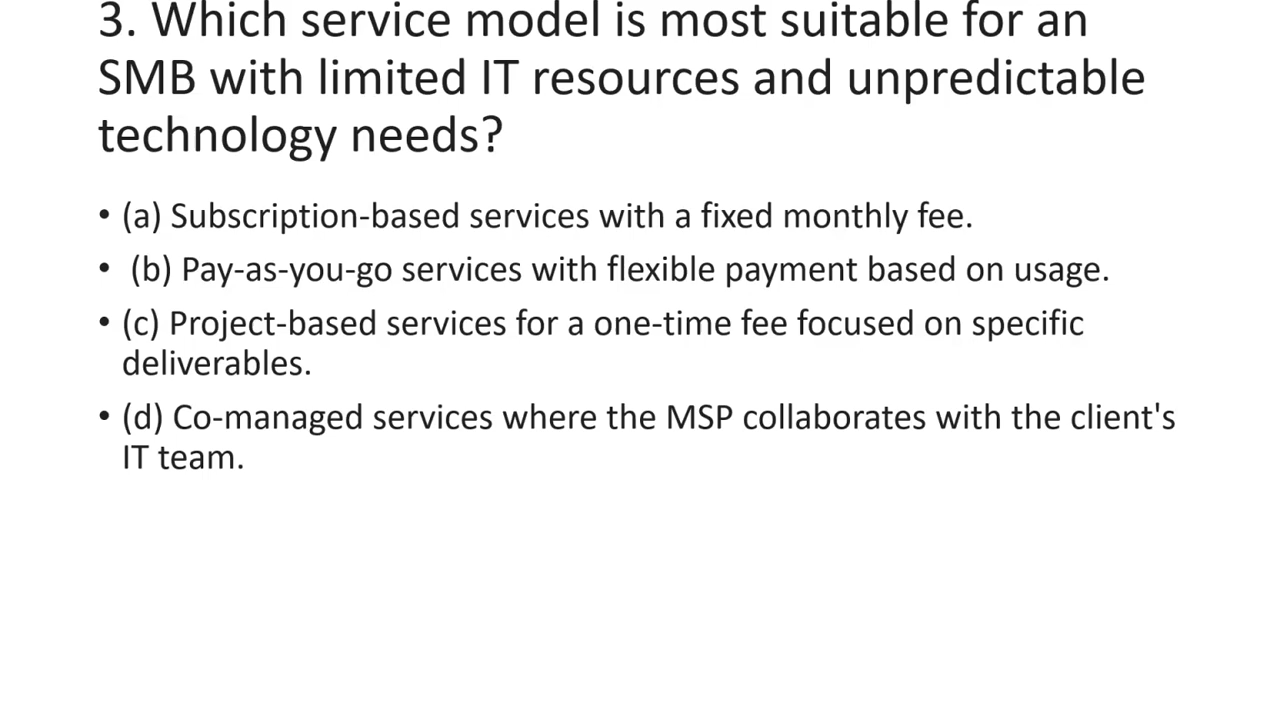 3. Which service model is most suitable for an
SMB with limited IT resources and unpredictable
technology needs?
• (a) Subscription-based services with a fixed monthly fee.
• (b) Pay-as-you-go services with flexible payment based on usage.
• (c) Project-based services for a one-time fee focused on specific
deliverables.
• (d) Co-managed services where the MSP collaborates with the client's
IT team.